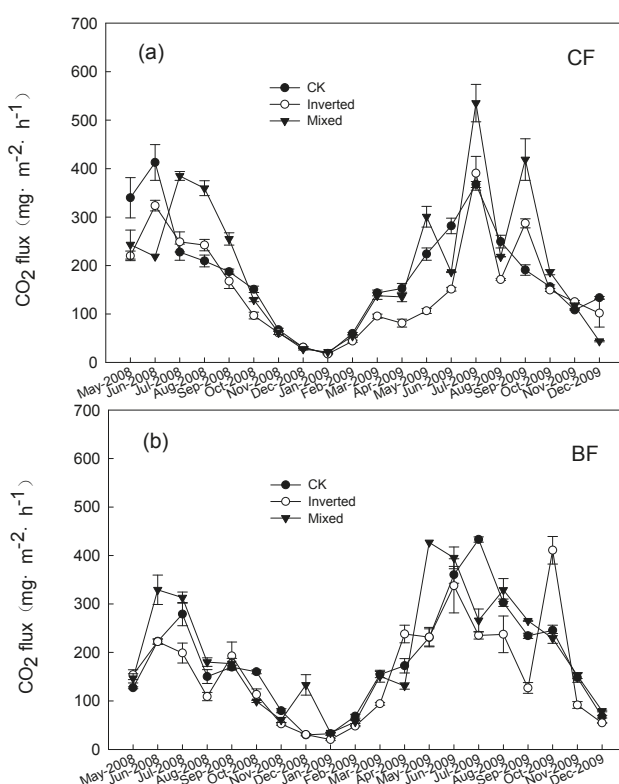 700
(a)
CF
600
CK
500
Inverted
Mixed
400
300
200
100
0
CO2 flux (mg· m-2· h-1)
May-2008
Jun-2008
Jul-2008
Aug-2008
Sep-2008
Oct-2008
Nov-2008
Dec-2008
Jan-2009
Feb-2009
Mar-2009
Apr-2009
May-2009
Jun-2009
Jul-2009
Aug-2009
Sep-2009
Oct-2009
Nov-2009
Dec-2009
700
(b)
BF
600
CK
500
Inverted
Mixed
400
300
200
100
0
CO2 flux (mg· m-2· h-1)
May-2008
Jun-2008
Jul-2008
Aug-2008
Sep-2008
Oct-2008
Nov-2008
Dec-2008
Jan-2009
Feb-2009
Mar-2009
Apr-2009
May-2009
Jun-2009
Jul-2009
Aug-2009
Sep-2009
Oct-2009
Nov-2009
Dec-2009